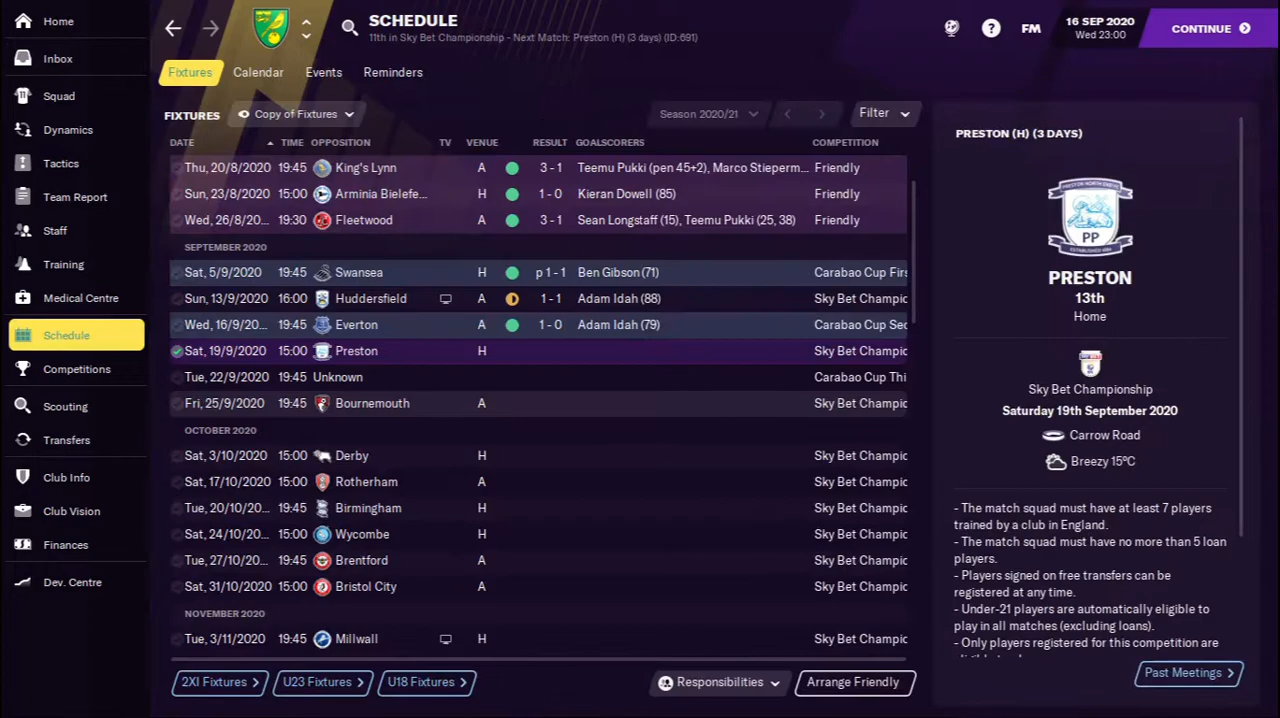 Home
Inbox
Squad
Dynamics
Tactics
Team Report
Staff
Training
Medical Centre
Schedule
Competitions
Scouting
Transfers
Club Info
Club Vision
Finances
Dev. Centre
SCHEDULE
11th in Sky Bet Championship - Next Match: Preston (H) (3 days) (ID:691)
? FM 16 SEP 2020
Wed 23:00
CONTINUE
Fixtures Calendar Events Reminders
FIXTURES Copy of Fixtures Season 2020/21 Filter
DATE TIME OPPOSITION TV VENUE RESULT GOALSCORERS COMPETITION
Thu, 20/8/2020 19:45 King's Lynn A 3 - 1 Teemu Pukki (pen 45+2), Marco Stieperm... Friendly
Sun, 23/8/2020 15:00 Arminia Bielefe... H 1 - 0 Kieran Dowell (85) Friendly
Wed, 26/8/20... 19:30 Fleetwood A 3 - 1 Sean Longstaff (15), Teemu Pukki (25, 38) Friendly
SEPTEMBER 2020
Sat, 5/9/2020 19:45 Swansea H p 1 - 1 Ben Gibson (71) Carabao Cup Firs
Sun, 13/9/2020 16:00 Huddersfield A 1 - 1 Adam Idah (88) Sky Bet Champic
Wed, 16/9/20... 19:45 Everton A 1 - 0 Adam Idah (79) Carabao Cup Sec
Sat, 19/9/2020 15:00 Preston H Sky Bet Champic
Tue, 22/9/2020 19:45 Unknown Carabao Cup Thi
Fri, 25/9/2020 19:45 Bournemouth A Sky Bet Champic
OCTOBER 2020
Sat, 3/10/2020 15:00 Derby H Sky Bet Champic
Sat, 17/10/2020 15:00 Rotherham A Sky Bet Champic
Tue, 20/10/20... 19:45 Birmingham H Sky Bet Champic
Sat, 24/10/20... 15:00 Wycombe H Sky Bet Champic
Tue, 27/10/20... 19:45 Brentford A Sky Bet Champic
Sat, 31/10/2020 15:00 Bristol City A Sky Bet Champic
NOVEMBER 2020
Tue, 3/11/2020 19:45 Millwall H Sky Bet Champic
2XI Fixtures U23 Fixtures U18 Fixtures Responsibilities Arrange Friendly
PRESTON (H) (3 DAYS)
PP
PRESTON
13th
Home
Sky Bet Championship
Saturday 19th September 2020
Carrow Road
Breezy 15ºC
- The match squad must have at least 7 players
trained by a club in England.
- The match squad must have no more than 5 loan
players.
- Players signed on free transfers can be
registered at any time.
- Under-21 players are automatically eligible to
play in all matches (excluding loans).
- Only players registered for this competition are
Past Meetings